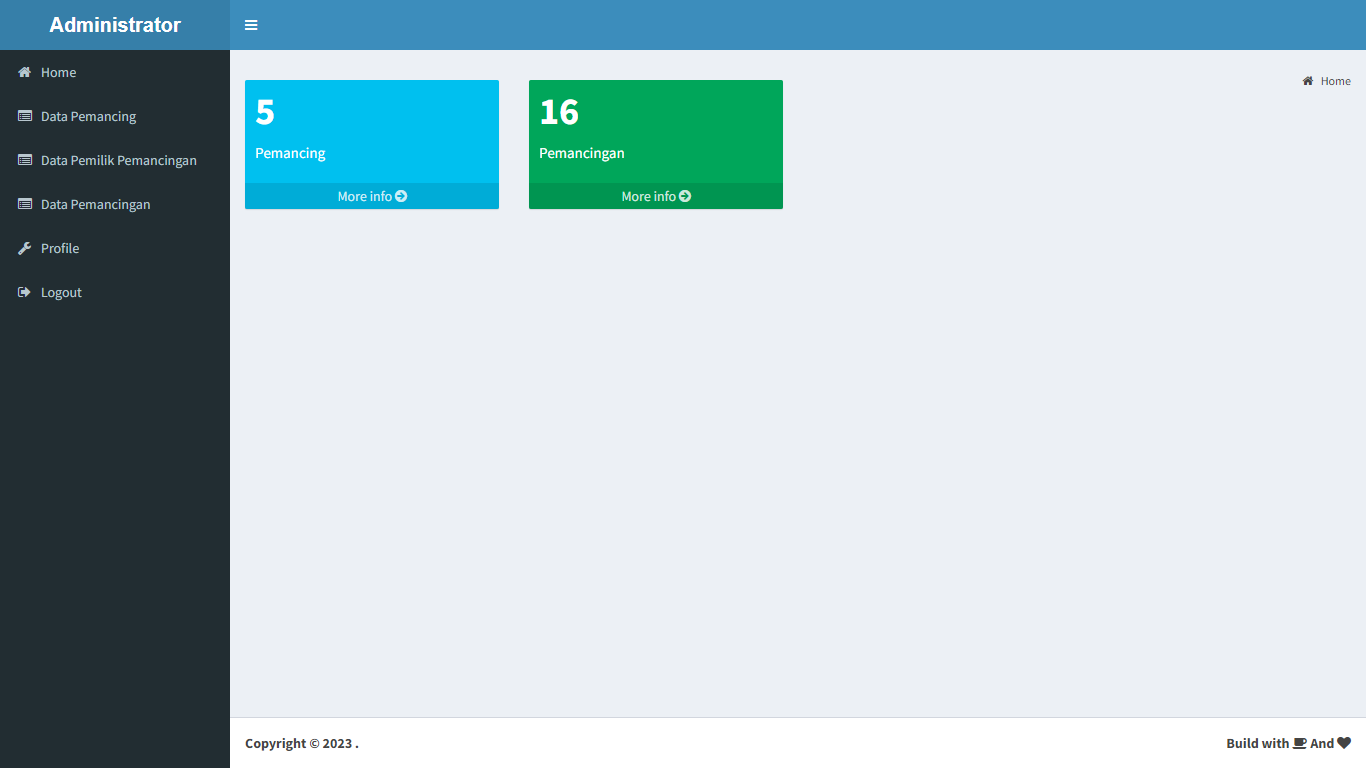 Administrator
Home
Data Pemancing
Data Pemilik Pemancingan
Data Pemancingan
Profile
Logout
Home
5
Pemancing
More info
16
Pemancingan
More info
Copyright © 2023 .
Build with And